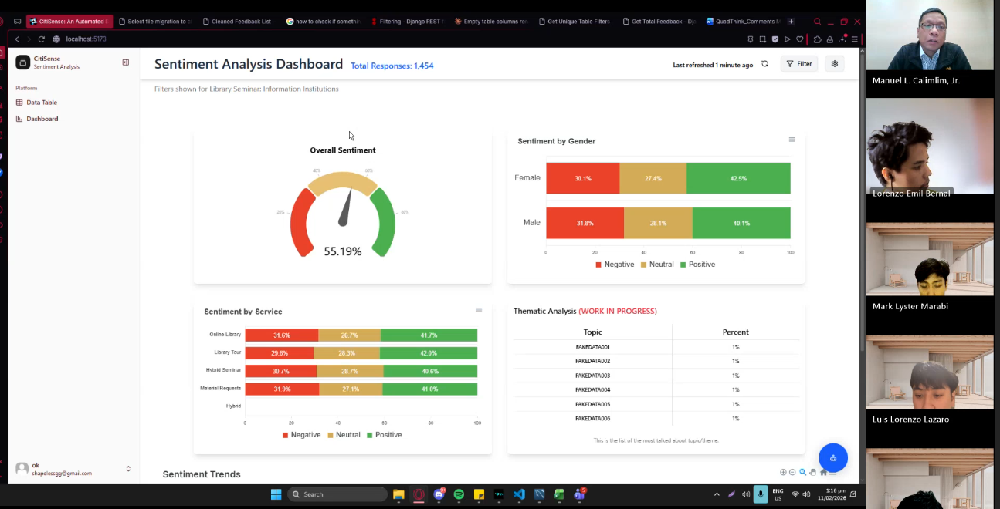 CitiSense: An Automated S
Select file migration to c
Cleaned Feedback List –
how to check if somethin
Filtering - Django REST f
Empty table columns ren
Get Unique Table Filters
Get Total Feedback – Dj
QuadThink_Comments M
localhost:5173
CitiSense
Sentiment Analysis
Platform
Data Table
Dashboard
Sentiment Analysis Dashboard
Total Responses: 1,454
Last refreshed 1 minute ago
Filter
Filters shown for Library Seminar: Information Institutions
Overall Sentiment
20%
40%
60%
80%
55.19%
Sentiment by Gender
Female
30.1%
27.4%
42.5%
Male
31.8%
28.1%
40.1%
0
20
40
60
80
100
Negative
Neutral
Positive
Sentiment by Service
Online Library
31.6%
26.7%
41.7%
Library Tour
29.6%
28.3%
42.0%
Hybrid Seminar
30.7%
28.7%
40.6%
Material Requests
31.9%
27.1%
41.0%
Hybrid
0
20
40
60
80
100
Negative
Neutral
Positive
Thematic Analysis (WORK IN PROGRESS)
Topic
Percent
FAKEDATA001
1%
FAKEDATA002
1%
FAKEDATA003
1%
FAKEDATA004
1%
FAKEDATA005
1%
FAKEDATA006
1%
This is the list of the most talked about topic/theme.
Sentiment Trends
ok
shapelessgg@gmail.com
Search
ENG
US
1:16 pm
11/02/2026
Manuel L. Calimlim, Jr.
Lorenzo Emil Bernal
Mark Lyster Marabi
Luis Lorenzo Lazaro